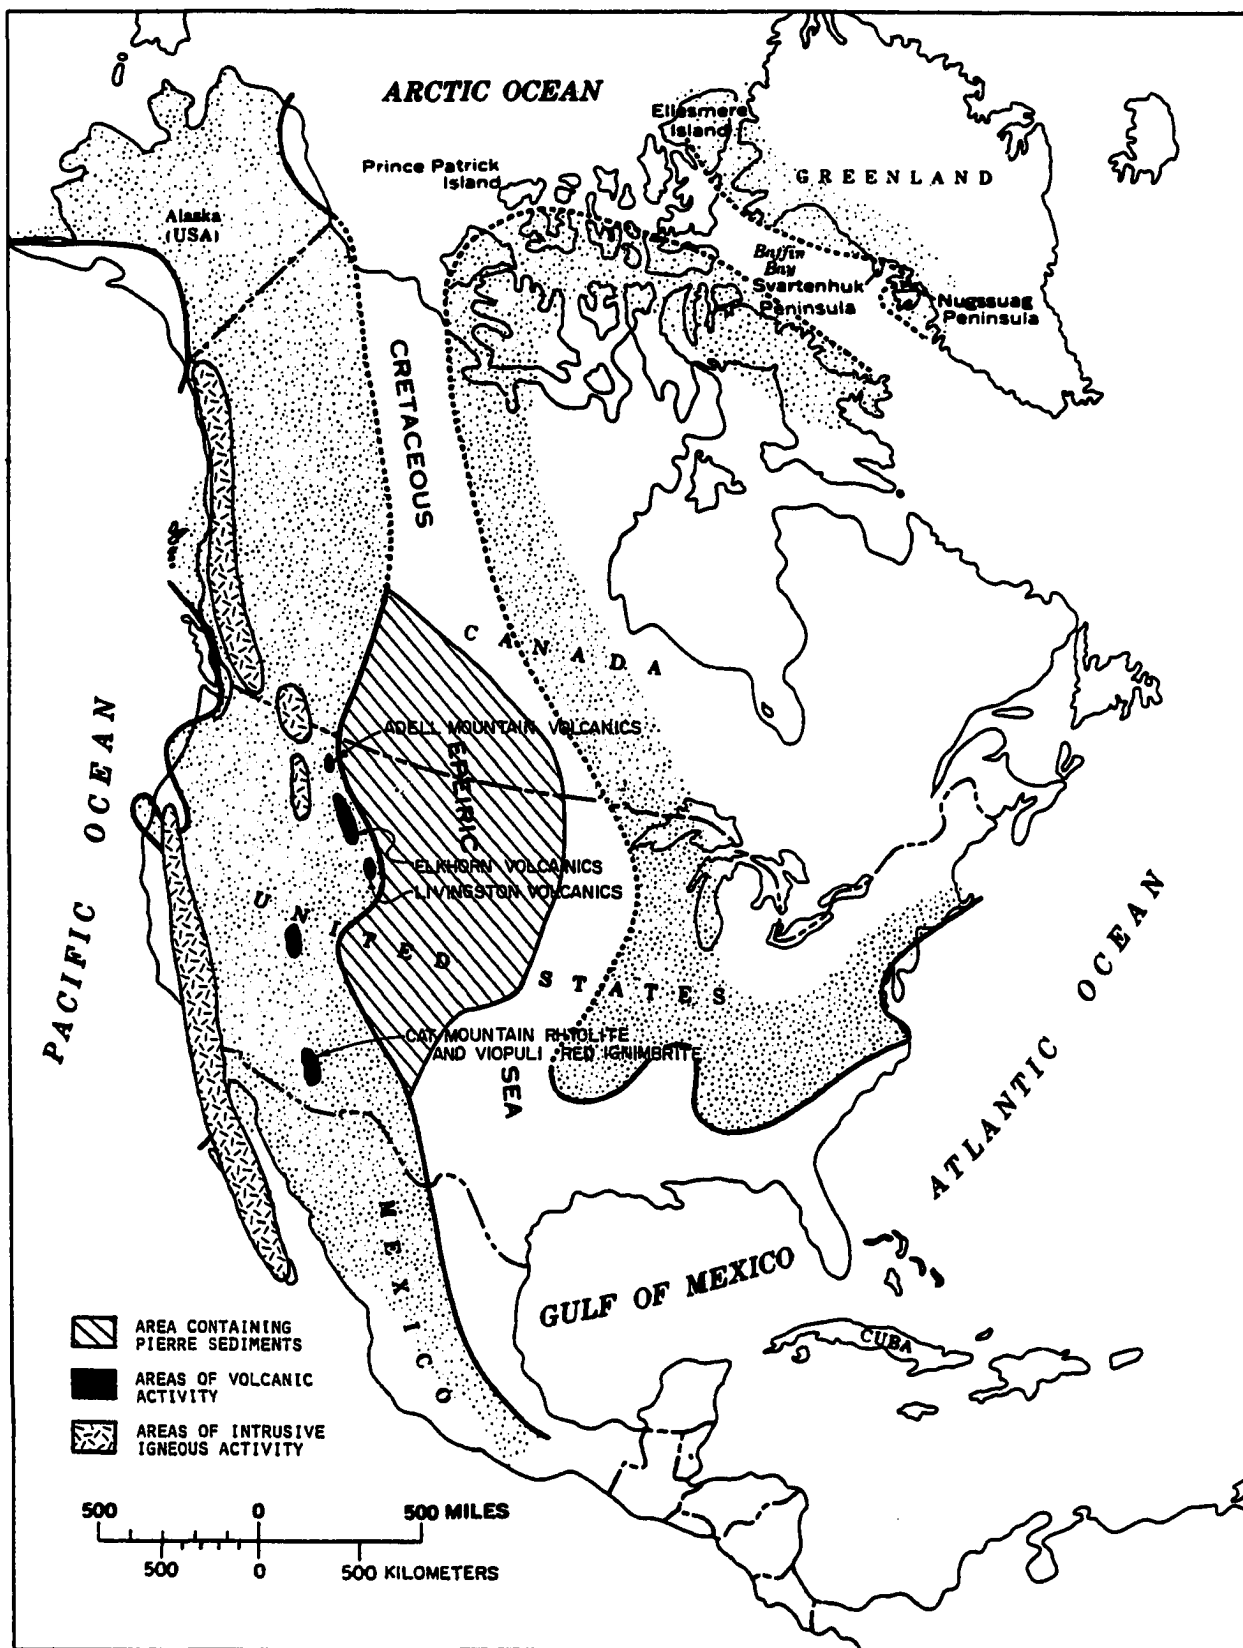 ARCTIC OCEAN
Ellesmere
Island
Prince Patrick
Island
GREENLAND
Alaska
(USA)
Baffin
Bay
Svartenhuk
Peninsula
Nugssuag
Peninsula
CRETACEOUS
CANADA
ADELL MOUNTAIN VOLCANICS
EPEIRIC
PACIFIC OCEAN
ELKHORN VOLCAINICS
LIVINGSTON VOLCANICS
UNITED STATES
CAT MOUNTAIN RHYOLITE
AND VIOPULI RED IGNIMBRITE
SEA
ATLANTIC OCEAN
MEXICO
GULF OF MEXICO
CUBA
AREA CONTAINING
PIERRE SEDIMENTS
AREAS OF VOLCANIC
ACTIVITY
AREAS OF INTRUSIVE
IGNEOUS ACTIVITY
500 0 500 MILES
500 0 500 KILOMETERS